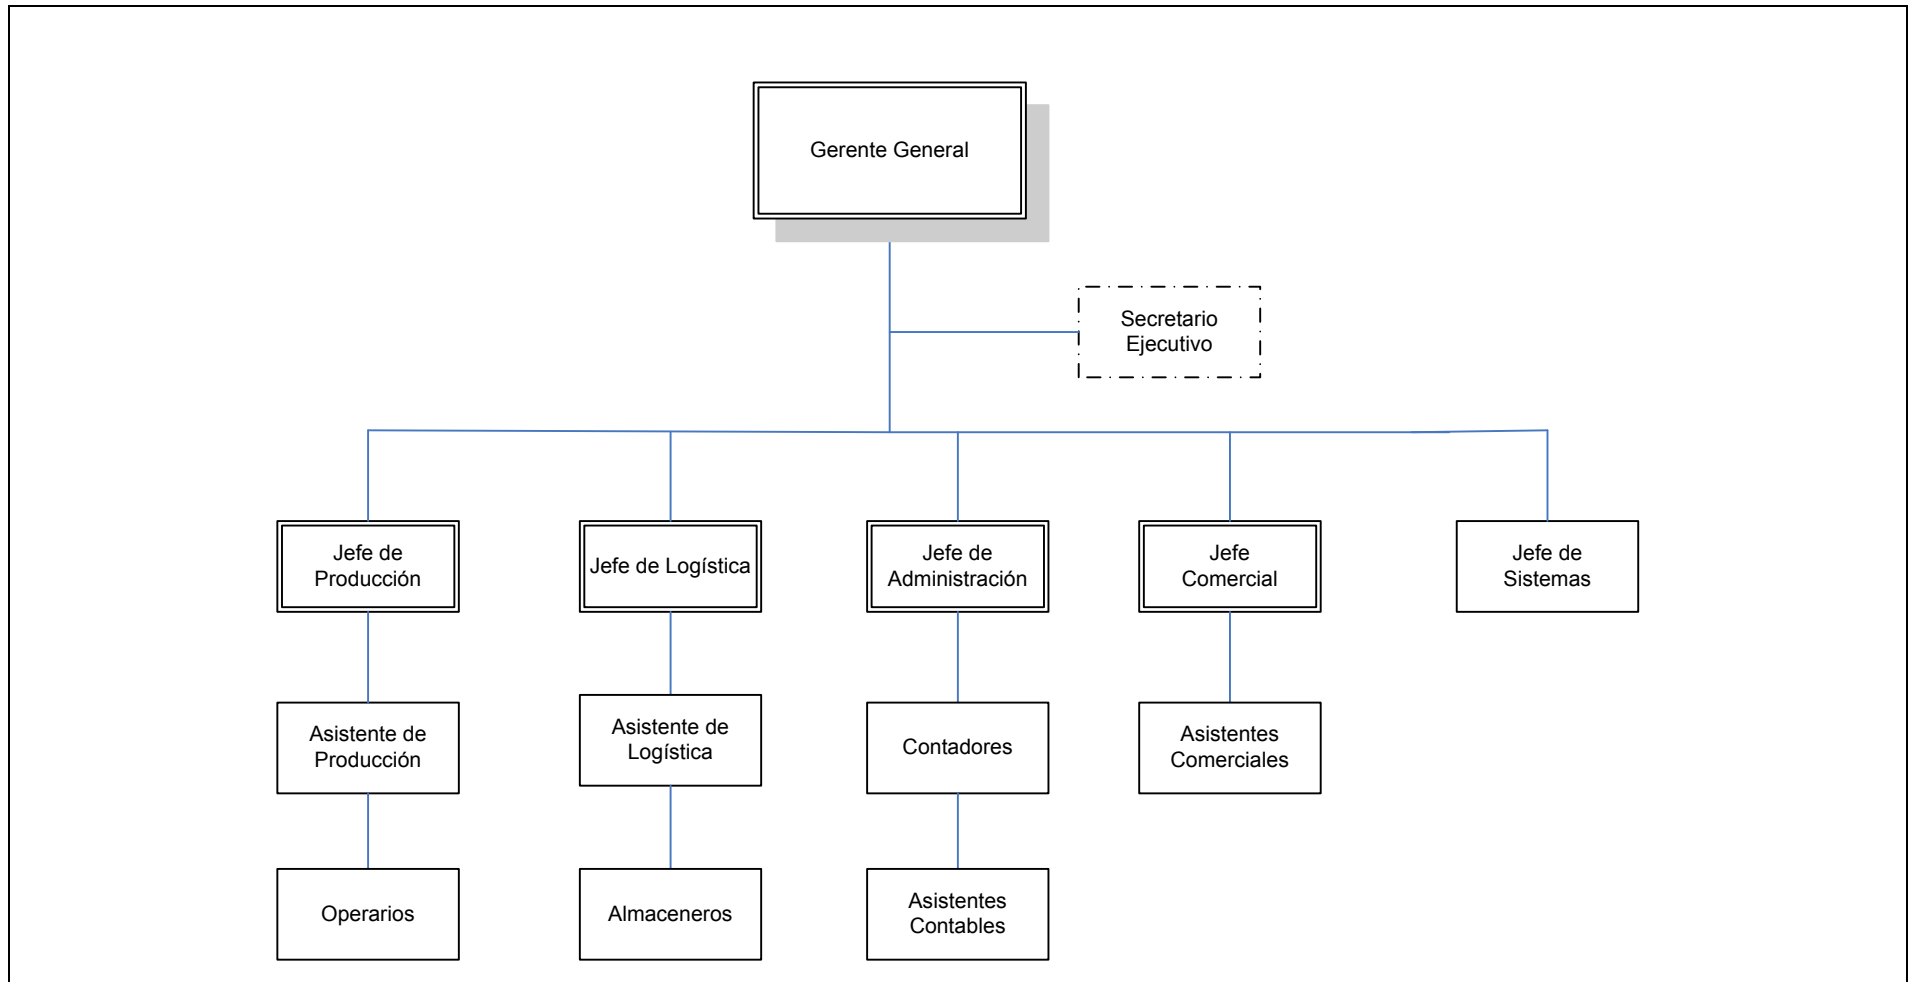 Gerente General
Secretario
Ejecutivo
Jefe de
Producción
Jefe de Logística
Jefe de
Administración
Jefe
Comercial
Jefe de
Sistemas
Asistente de
Producción
Asistente de
Logística
Contadores
Asistentes
Comerciales
Operarios
Almaceneros
Asistentes
Contables